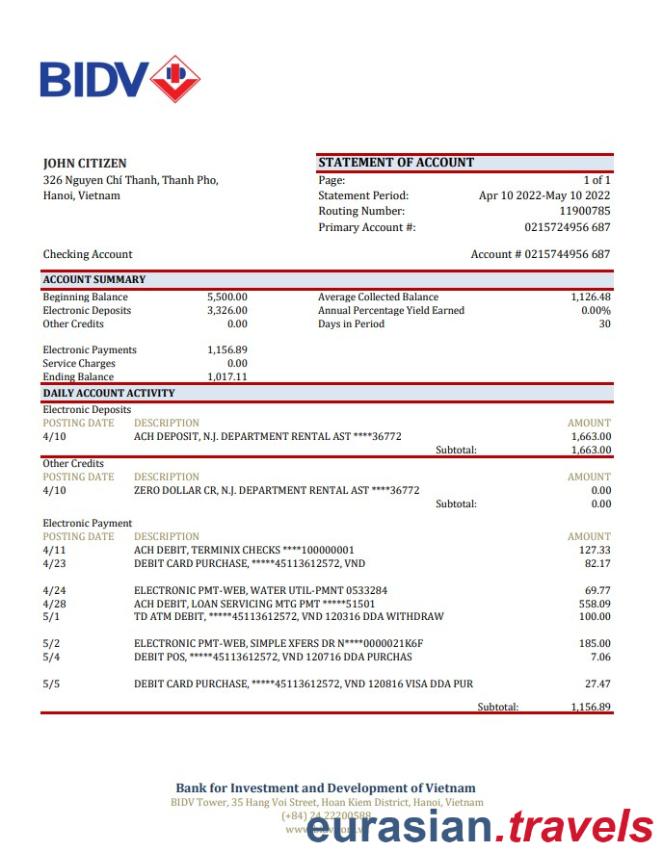 BIDV
JOHN CITIZEN
326 Nguyen Chí Thanh, Thanh Pho,
Hanoi, Vietnam
STATEMENT OF ACCOUNT
Page: 1 of 1
Statement Period: Apr 10 2022-May 10 2022
Routing Number: 11900785
Primary Account #: 0215724956 687
Checking Account Account # 0215744956 687
ACCOUNT SUMMARY
Beginning Balance 5,500.00 Average Collected Balance 1,126.48
Electronic Deposits 3,326.00 Annual Percentage Yield Earned 0.00%
Other Credits 0.00 Days in Period 30
Electronic Payments 1,156.89
Service Charges 0.00
Ending Balance 1,017.11
DAILY ACCOUNT ACTIVITY
Electronic Deposits
POSTING DATE DESCRIPTION AMOUNT
4/10 ACH DEPOSIT, N.J. DEPARTMENT RENTAL AST ****36772 1,663.00
Subtotal: 1,663.00
Other Credits
POSTING DATE DESCRIPTION AMOUNT
4/10 ZERO DOLLAR CR, N.J. DEPARTMENT RENTAL AST ****36772 0.00
Subtotal: 0.00
Electronic Payment
POSTING DATE DESCRIPTION AMOUNT
4/11 ACH DEBIT, TERMINIX CHECKS ****100000001 127.33
4/23 DEBIT CARD PURCHASE, *****45113612572, VND 82.17
4/24 ELECTRONIC PMT-WEB, WATER UTIL-PMNT 0533284 69.77
4/28 ACH DEBIT, LOAN SERVICING MTG PMT *****51501 558.09
5/1 TD ATM DEBIT, *****45113612572, VND 120316 DDA WITHDRAW 100.00
5/2 ELECTRONIC PMT-WEB, SIMPLE XFERS DR N****0000021K6F 185.00
5/4 DEBIT POS, *****45113612572, VND 120716 DDA PURCHAS 7.06
5/5 DEBIT CARD PURCHASE, *****45113612572, VND 120816 VISA DDA PUR 27.47
Subtotal: 1,156.89
Bank for Investment and Development of Vietnam
BIDV Tower, 35 Hang Voi Street, Hoan Kiem District, Hanoi, Vietnam
(+84) 24 22200588
eurasian.travels